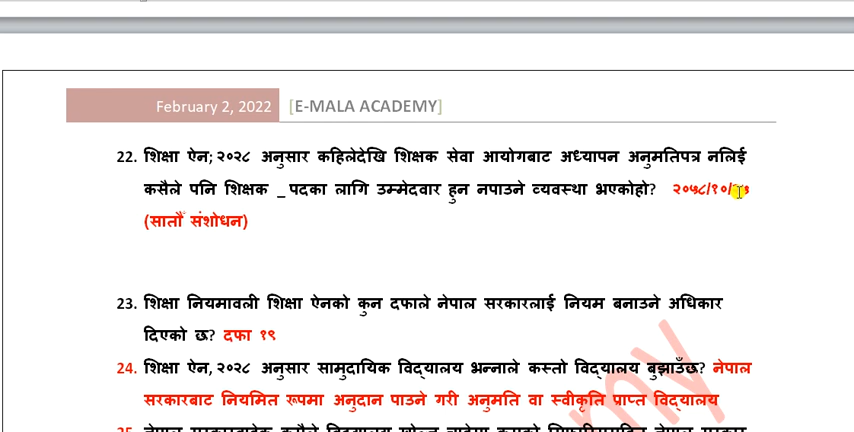 February 2, 2022 [E-MALA ACADEMY]
22. शिक्षा ऐन; २०२८ अनुसार कहिलेदेखि शिक्षक सेवा आयोगबाट अध्यापन अनुमतिपत्र नलिई
कसैले पनि शिक्षक _ पदका लागि उम्मेदवार हुन नपाउने व्यवस्था भएकोहो? २०५८/१०/
(सातौँ संशोधन)
23. शिक्षा नियमावली शिक्षा ऐनको कुन दफाले नेपाल सरकारलाई नियम बनाउने अधिकार
दिएको छ? दफा १९
24. शिक्षा ऐन, २०२८ अनुसार सामुदायिक विद्यालय भन्नाले कस्तो विद्यालय बुझाउँछ? नेपाल
सरकारबाट नियमित रूपमा अनुदान पाउने गरी अनुमति वा स्वीकृति प्राप्त विद्यालय
my